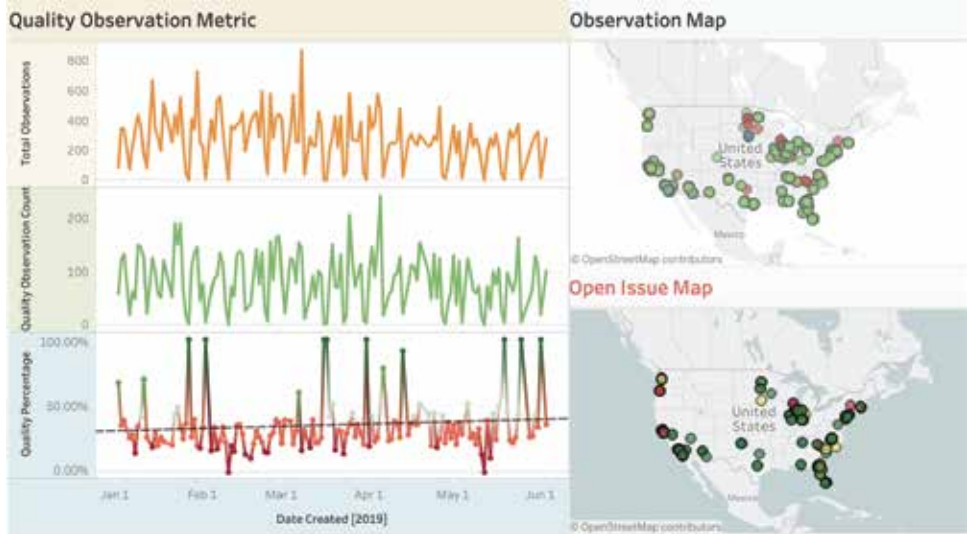 Quality Observation Metric
Total Observations
800
600
400
200
0
Quality Observation Count
200
100
0
Quality Percentage
100.00%
50.00%
0.00%
Jan 1
Feb 1
Mar 1
Apr 1
May 1
Jun 1
Date Created [2019]
Observation Map
United
States
Mexico
© OpenStreetMap contributors
Open Issue Map
United
States
Mexico
© OpenStreetMap contributors